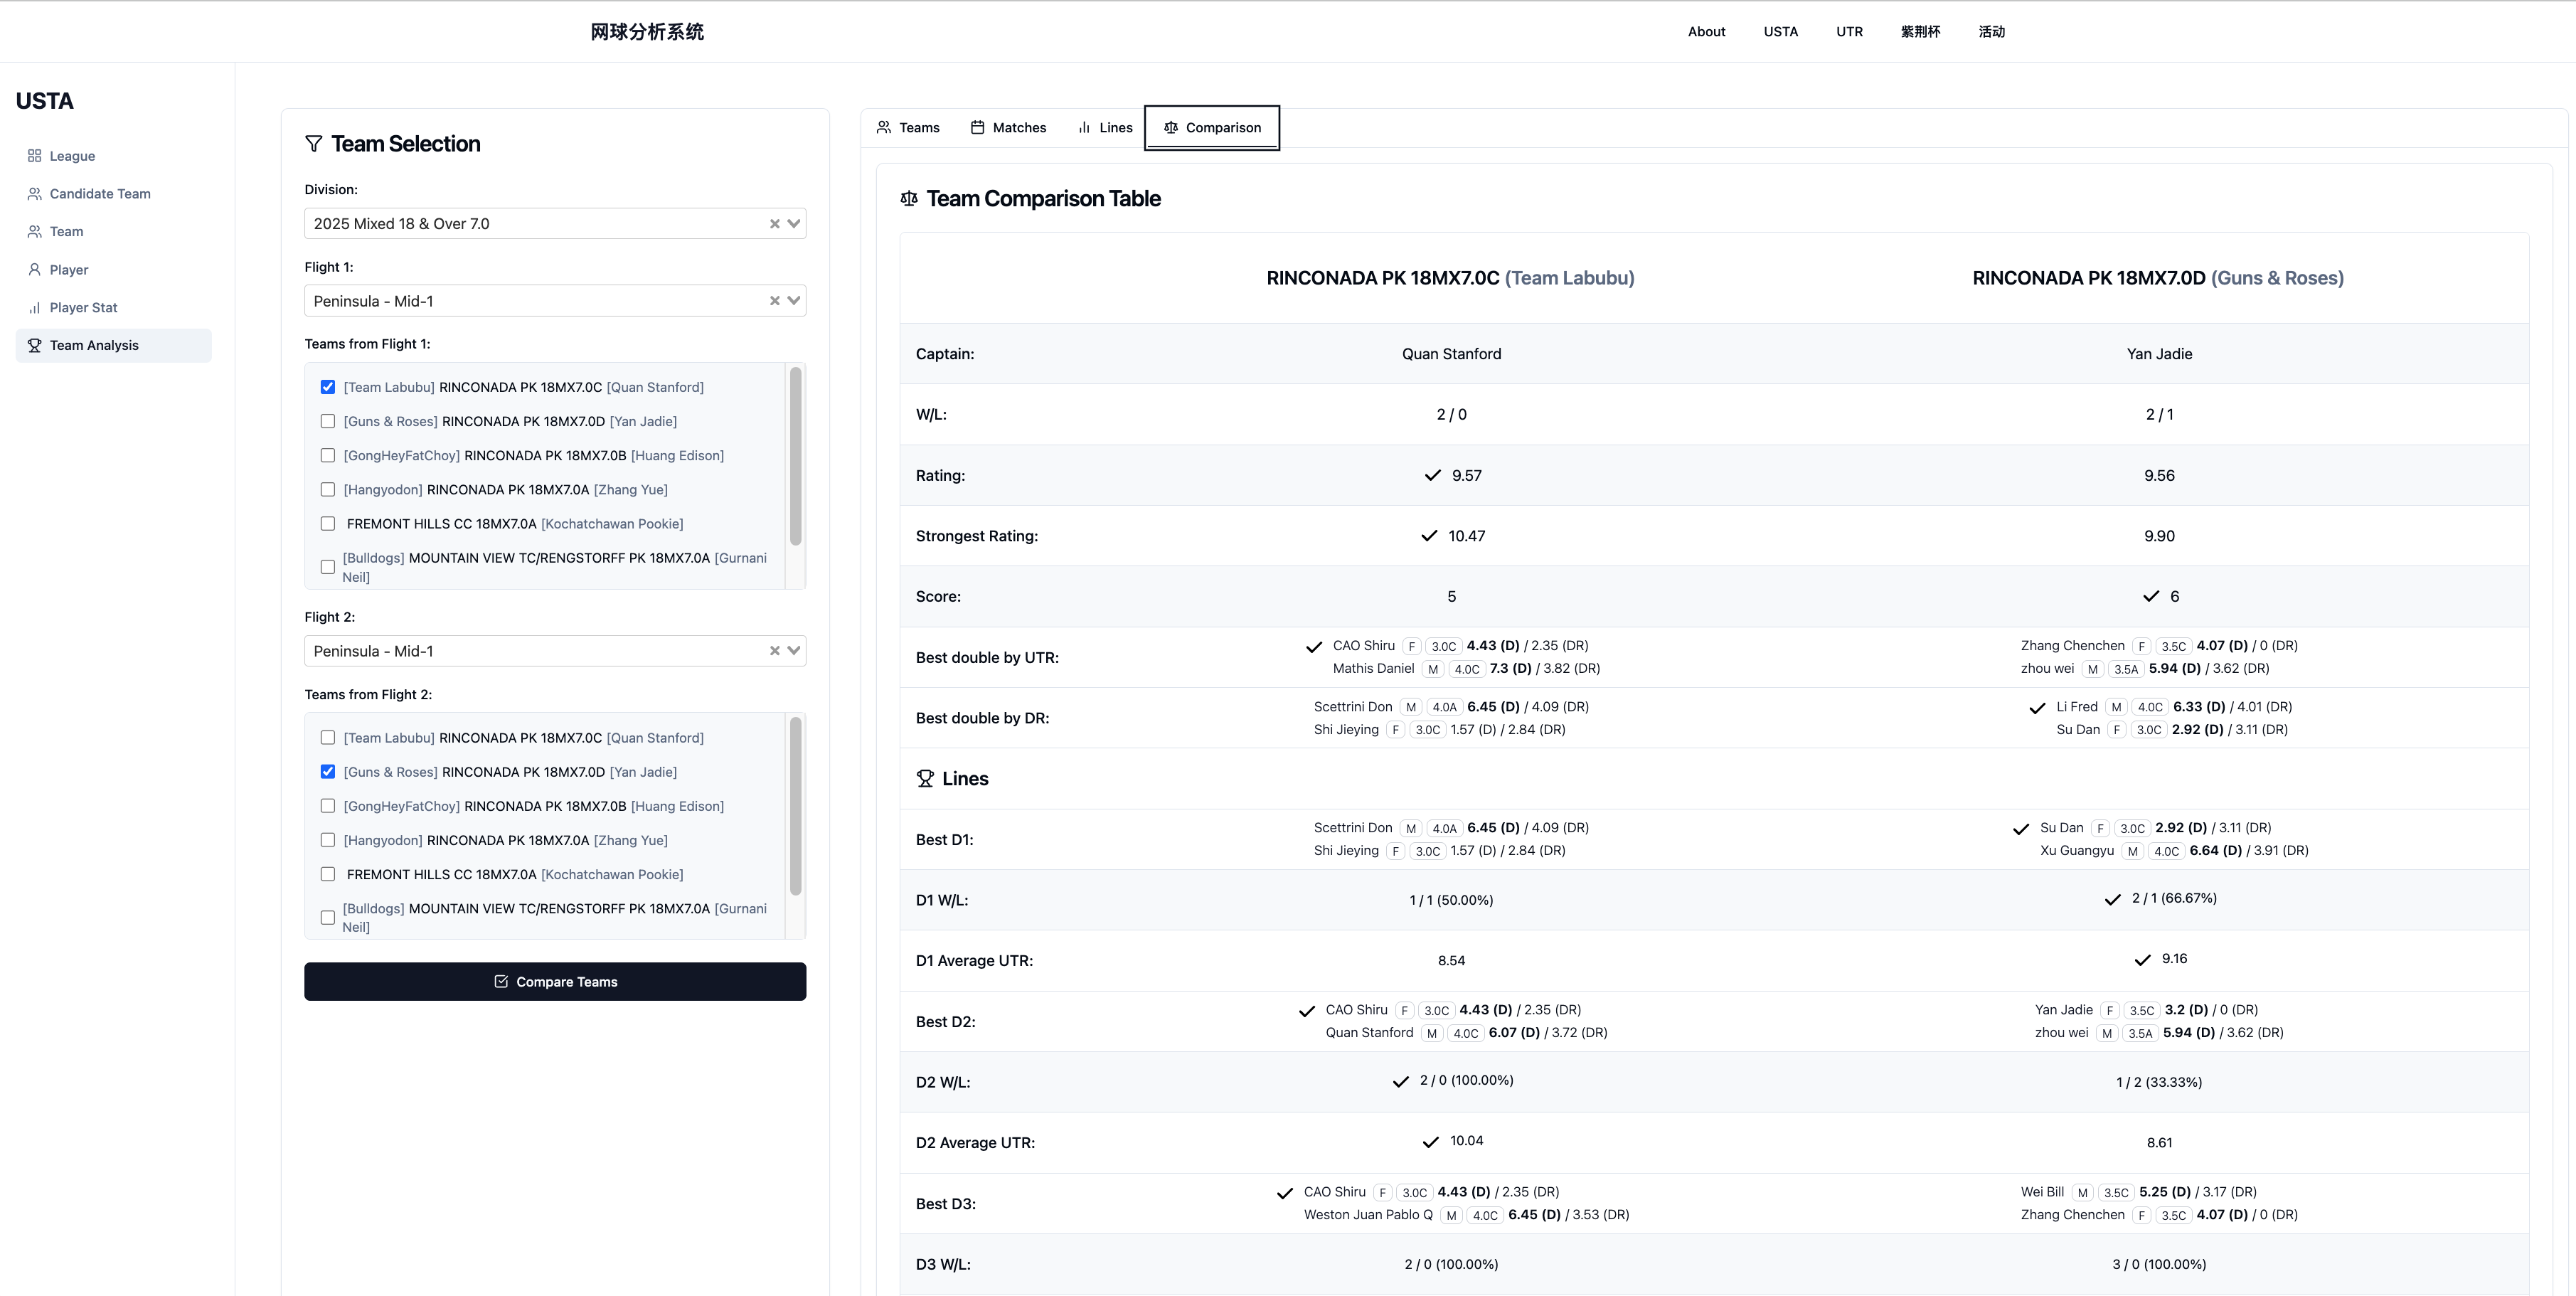 网球分析系统
About
USTA
UTR
紫荆杯
活动
USTA
League
Candidate Team
Team
Player
Player Stat
Team Analysis
Team Selection
Division:
2025 Mixed 18 & Over 7.0
Flight 1:
Peninsula - Mid-1
Teams from Flight 1:
[Team Labubu] RINCONADA PK 18MX7.0C [Quan Stanford]
[Guns & Roses] RINCONADA PK 18MX7.0D [Yan Jadie]
[GongHeyFatChoy] RINCONADA PK 18MX7.0B [Huang Edison]
[Hangyodon] RINCONADA PK 18MX7.0A [Zhang Yue]
FREMONT HILLS CC 18MX7.0A [Kochatchawan Pookie]
[Bulldogs] MOUNTAIN VIEW TC/RENGSTORFF PK 18MX7.0A [Gurnani
Neil]
Flight 2:
Peninsula - Mid-1
Teams from Flight 2:
[Team Labubu] RINCONADA PK 18MX7.0C [Quan Stanford]
[Guns & Roses] RINCONADA PK 18MX7.0D [Yan Jadie]
[GongHeyFatChoy] RINCONADA PK 18MX7.0B [Huang Edison]
[Hangyodon] RINCONADA PK 18MX7.0A [Zhang Yue]
FREMONT HILLS CC 18MX7.0A [Kochatchawan Pookie]
[Bulldogs] MOUNTAIN VIEW TC/RENGSTORFF PK 18MX7.0A [Gurnani
Neil]
Compare Teams
Teams
Matches
Lines
Comparison
Team Comparison Table
RINCONADA PK 18MX7.0C (Team Labubu)
RINCONADA PK 18MX7.0D (Guns & Roses)
Captain:
Quan Stanford
Yan Jadie
W/L:
2 / 0
2 / 1
Rating:
9.57
9.56
Strongest Rating:
10.47
9.90
Score:
5
6
Best double by UTR:
CAO Shiru F 3.0C 4.43 (D) / 2.35 (DR)
Mathis Daniel M 4.0C 7.3 (D) / 3.82 (DR)
Zhang Chenchen F 3.5C 4.07 (D) / 0 (DR)
zhou wei M 3.5A 5.94 (D) / 3.62 (DR)
Best double by DR:
Scettrini Don M 4.0A 6.45 (D) / 4.09 (DR)
Shi Jieying F 3.0C 1.57 (D) / 2.84 (DR)
Li Fred M 4.0C 6.33 (D) / 4.01 (DR)
Su Dan F 3.0C 2.92 (D) / 3.11 (DR)
Lines
Best D1:
Scettrini Don M 4.0A 6.45 (D) / 4.09 (DR)
Shi Jieying F 3.0C 1.57 (D) / 2.84 (DR)
Su Dan F 3.0C 2.92 (D) / 3.11 (DR)
Xu Guangyu M 4.0C 6.64 (D) / 3.91 (DR)
D1 W/L:
1 / 1 (50.00%)
2 / 1 (66.67%)
D1 Average UTR:
8.54
9.16
Best D2:
CAO Shiru F 3.0C 4.43 (D) / 2.35 (DR)
Quan Stanford M 4.0C 6.07 (D) / 3.72 (DR)
Yan Jadie F 3.5C 3.2 (D) / 0 (DR)
zhou wei M 3.5A 5.94 (D) / 3.62 (DR)
D2 W/L:
2 / 0 (100.00%)
1 / 2 (33.33%)
D2 Average UTR:
10.04
8.61
Best D3:
CAO Shiru F 3.0C 4.43 (D) / 2.35 (DR)
Weston Juan Pablo Q M 4.0C 6.45 (D) / 3.53 (DR)
Wei Bill M 3.5C 5.25 (D) / 3.17 (DR)
Zhang Chenchen F 3.5C 4.07 (D) / 0 (DR)
D3 W/L:
2 / 0 (100.00%)
3 / 0 (100.00%)